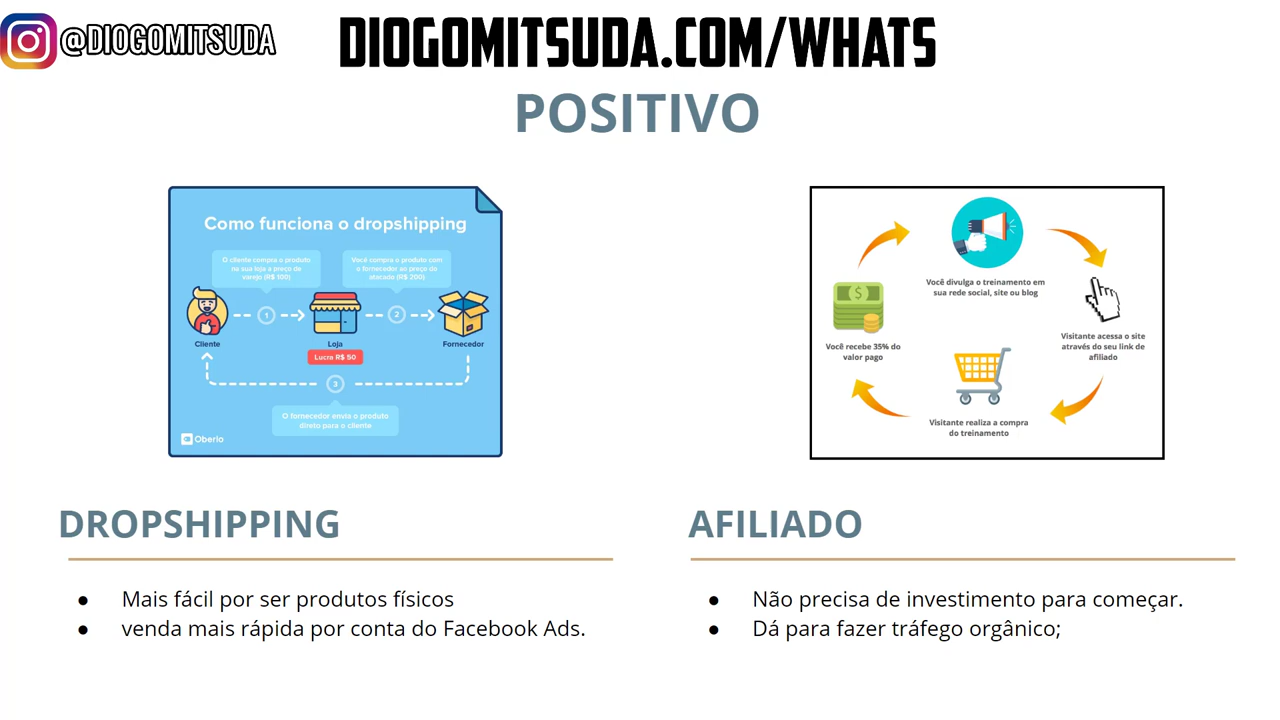 @DIOGOMITSUDA
DIOGOMITSUDA.COM/WHATS
POSITIVO
Como funciona o dropshipping
O cliente compra o produto
na sua loja a preço de
varejo (R$ 100)
Você compra o produto com
o fornecedor ao preço de
atacado (R$ 200)
1
2
Cliente
Loja
Fornecedor
Lucro R$ 50
3
O fornecedor envia o produto
direto para o cliente
Oberlo
Você divulga o treinamento em
sua rede social, site ou blog
$
Visitante acessa o site
através do seu link de
afiliado
Você recebe 35% do
valor pago
Visitante realiza a compra
do treinamento
DROPSHIPPING
● Mais fácil por ser produtos físicos
● venda mais rápida por conta do Facebook Ads.
AFILIADO
● Não precisa de investimento para começar.
● Dá para fazer tráfego orgânico;